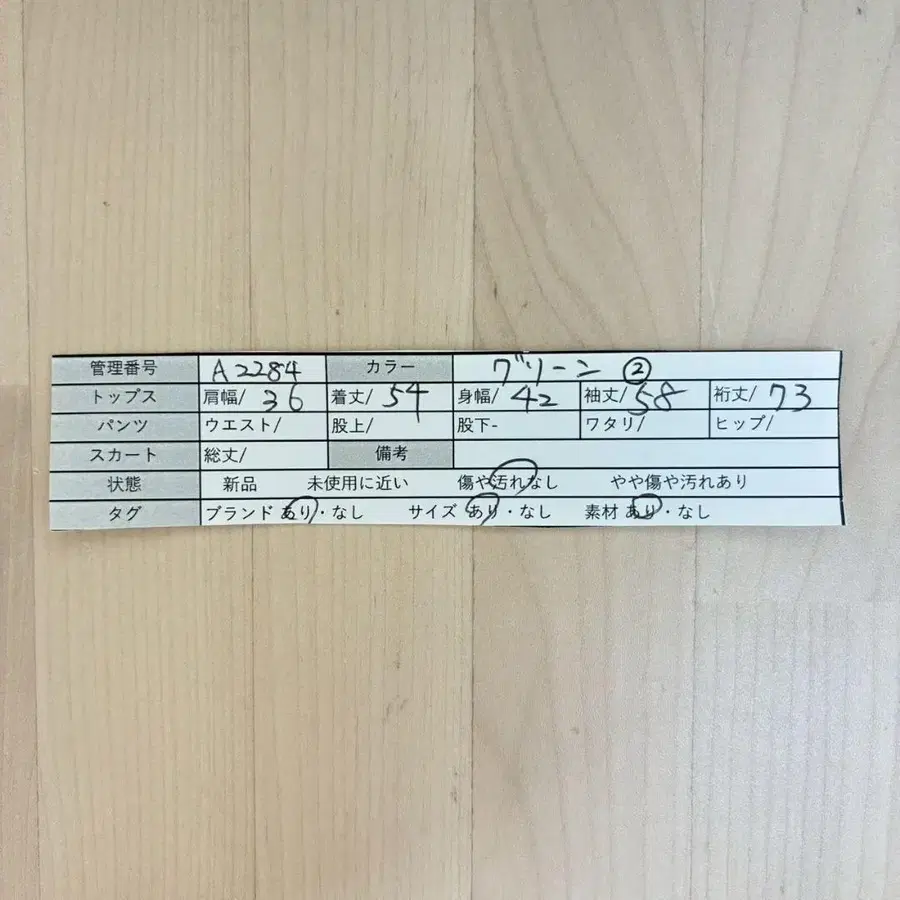 管理番号 A2284 カラー グリーン ②
トップス 肩幅/ 36 着丈/ 54 身幅/ 42 袖丈/ 58 裄丈/ 73
パンツ ウエスト/ 股上/ 股下- ワタリ/ ヒップ/
スカート 総丈/ 備考
状態 新品 未使用に近い 傷や汚れなし やや傷や汚れあり
タグ ブランド あり・なし サイズ あり・なし 素材 あり・なし